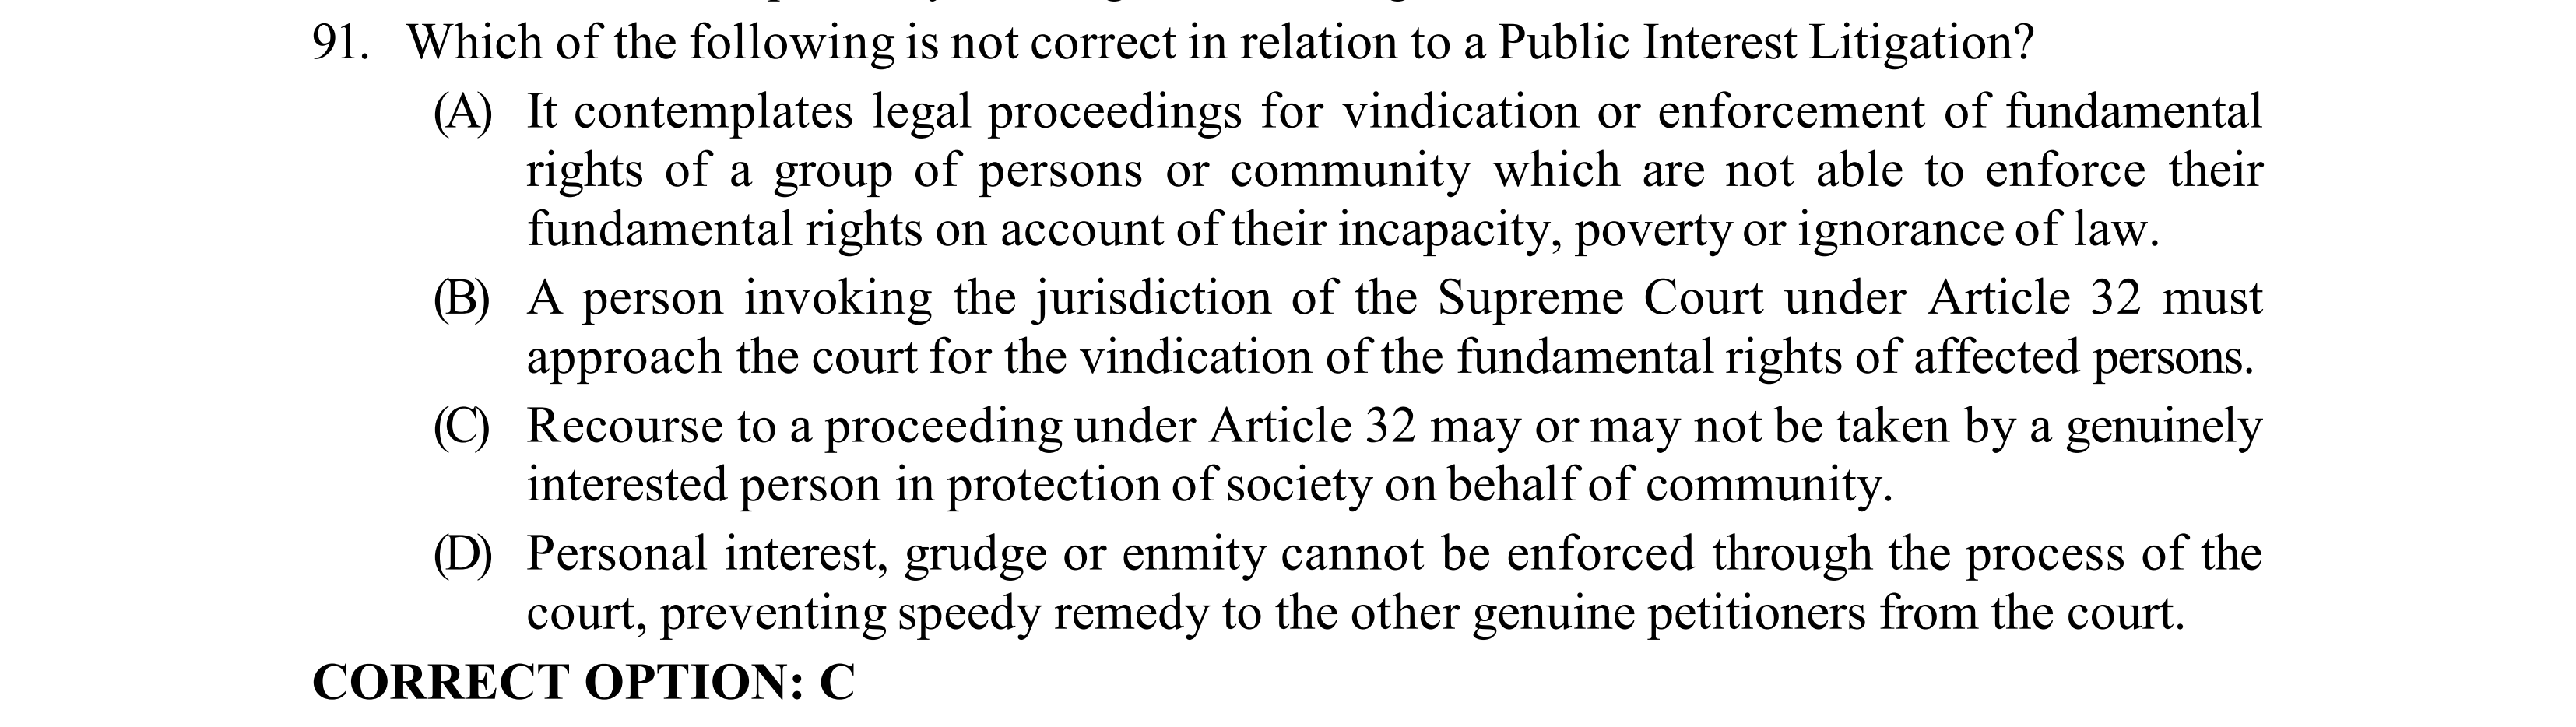 91. Which of the following is not correct in relation to a Public Interest Litigation?
(A) It contemplates legal proceedings for vindication or enforcement of fundamental
rights of a group of persons or community which are not able to enforce their
fundamental rights on account of their incapacity, poverty or ignorance of law.
(B) A person invoking the jurisdiction of the Supreme Court under Article 32 must
approach the court for the vindication of the fundamental rights of affected persons.
(C) Recourse to a proceeding under Article 32 may or may not be taken by a genuinely
interested person in protection of society on behalf of community.
(D) Personal interest, grudge or enmity cannot be enforced through the process of the
court, preventing speedy remedy to the other genuine petitioners from the court.
CORRECT OPTION: C